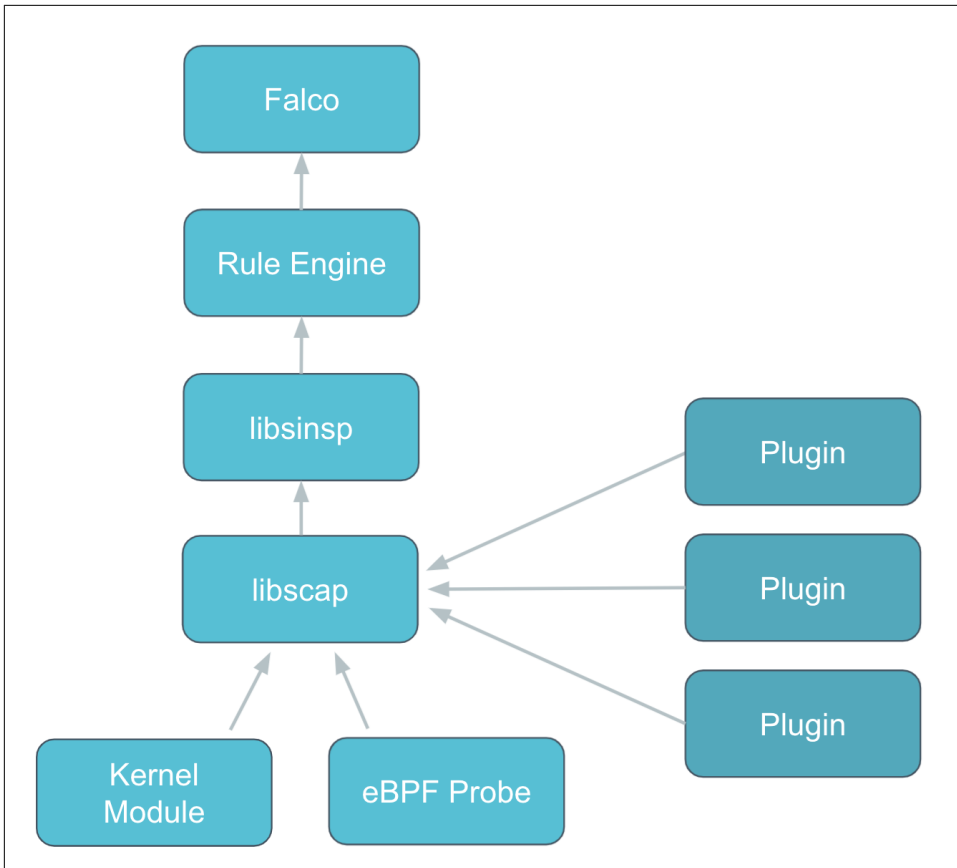 Falco
Rule Engine
libsinsp
Plugin
libscap
Plugin
Plugin
Kernel
Module
eBPF Probe